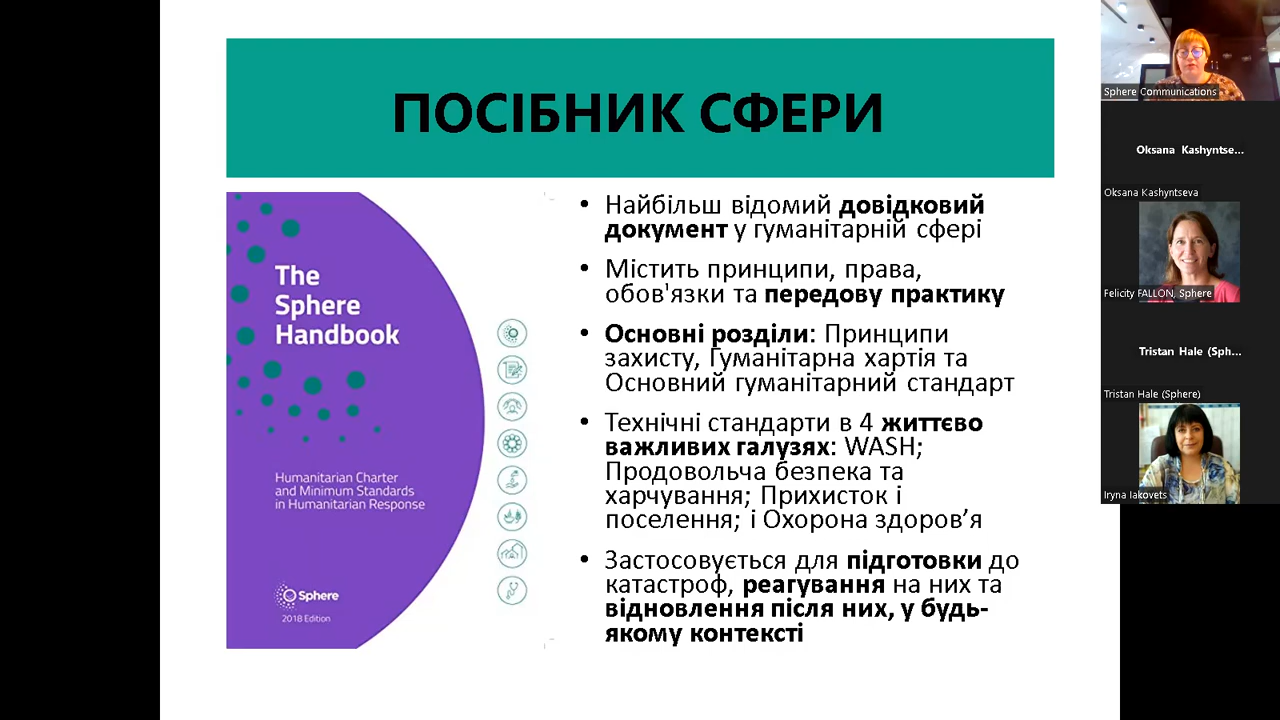 ПОСІБНИК СФЕРИ
The
Sphere
Handbook
Humanitarian Charter
and Minimum Standards
in Humanitarian Response
Sphere
2018 Edition
• Найбільш відомий довідковий
документ у гуманітарній сфері
• Містить принципи, права,
обов'язки та передову практику
• Основні розділи: Принципи
захисту, Гуманітарна хартія та
Основний гуманітарний стандарт
• Технічні стандарти в 4 життєво
важливих галузях: WASH;
Продовольча безпека та
харчування; Прихисток і
поселення; і Охорона здоров’я
• Застосовується для підготовки до
катастроф, реагування на них та
відновлення після них, у будь-
якому контексті
Sphere Communications
Oksana Kashyntse...
Oksana Kashyntseva
Felicity FALLON, Sphere
Tristan Hale (Sph...
Tristan Hale (Sphere)
Iryna Iakovets